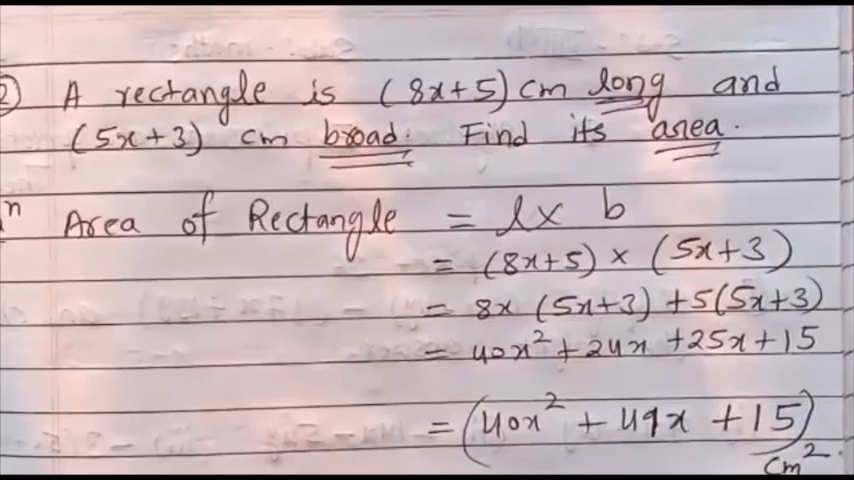 2) A rectangle is (8x+5) cm long and
(5x+3) cm broad. Find its area.
n Area of Rectangle = l x b
= (8x+5) × (5x+3)
= 8x (5x+3) +5(5x+3)
= 40x² + 24x +25x+15
= (40x² + 49x +15)
cm².